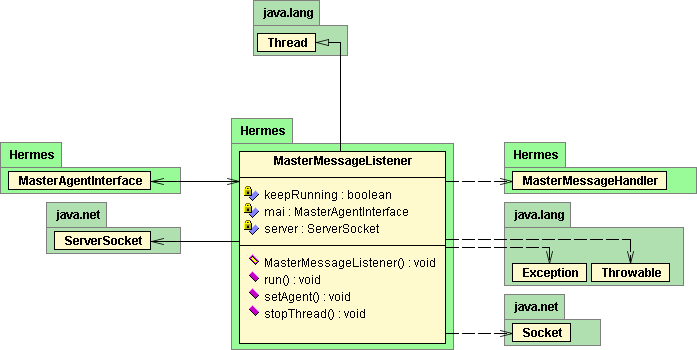 java.lang
Thread
Hermes
MasterMessageListener
keepRunning : boolean
mai : MasterAgentInterface
server : ServerSocket
MasterMessageListener() : void
run() : void
setAgent() : void
stopThread() : void
Hermes
MasterAgentInterface
java.net
ServerSocket
Hermes
MasterMessageHandler
java.lang
Exception
Throwable
java.net
Socket